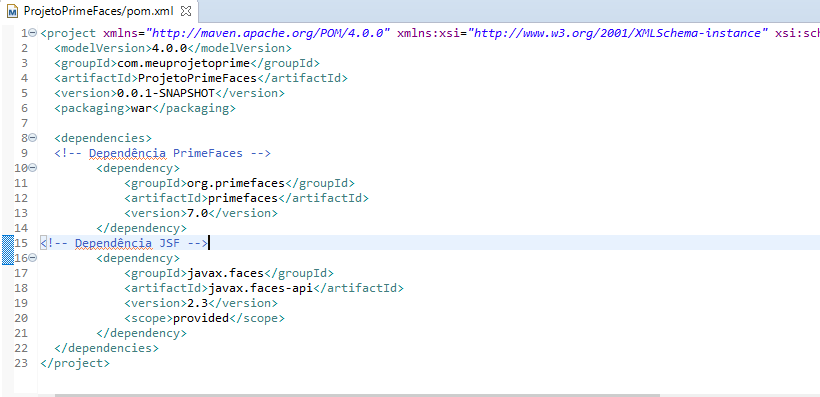 ProjetoPrimeFaces/pom.xml
1 <project xmlns="http://maven.apache.org/POM/4.0.0" xmlns:xsi="http://www.w3.org/2001/XMLSchema-instance" xsi:sch
2 <modelVersion>4.0.0</modelVersion>
3 <groupId>com.meuprojetoprime</groupId>
4 <artifactId>ProjetoPrimeFaces</artifactId>
5 <version>0.0.1-SNAPSHOT</version>
6 <packaging>war</packaging>
7
8 <dependencies>
9 <!-- Dependência PrimeFaces -->
10 <dependency>
11 <groupId>org.primefaces</groupId>
12 <artifactId>primefaces</artifactId>
13 <version>7.0</version>
14 </dependency>
15 <!-- Dependência JSF -->
16 <dependency>
17 <groupId>javax.faces</groupId>
18 <artifactId>javax.faces-api</artifactId>
19 <version>2.3</version>
20 <scope>provided</scope>
21 </dependency>
22 </dependencies>
23 </project>